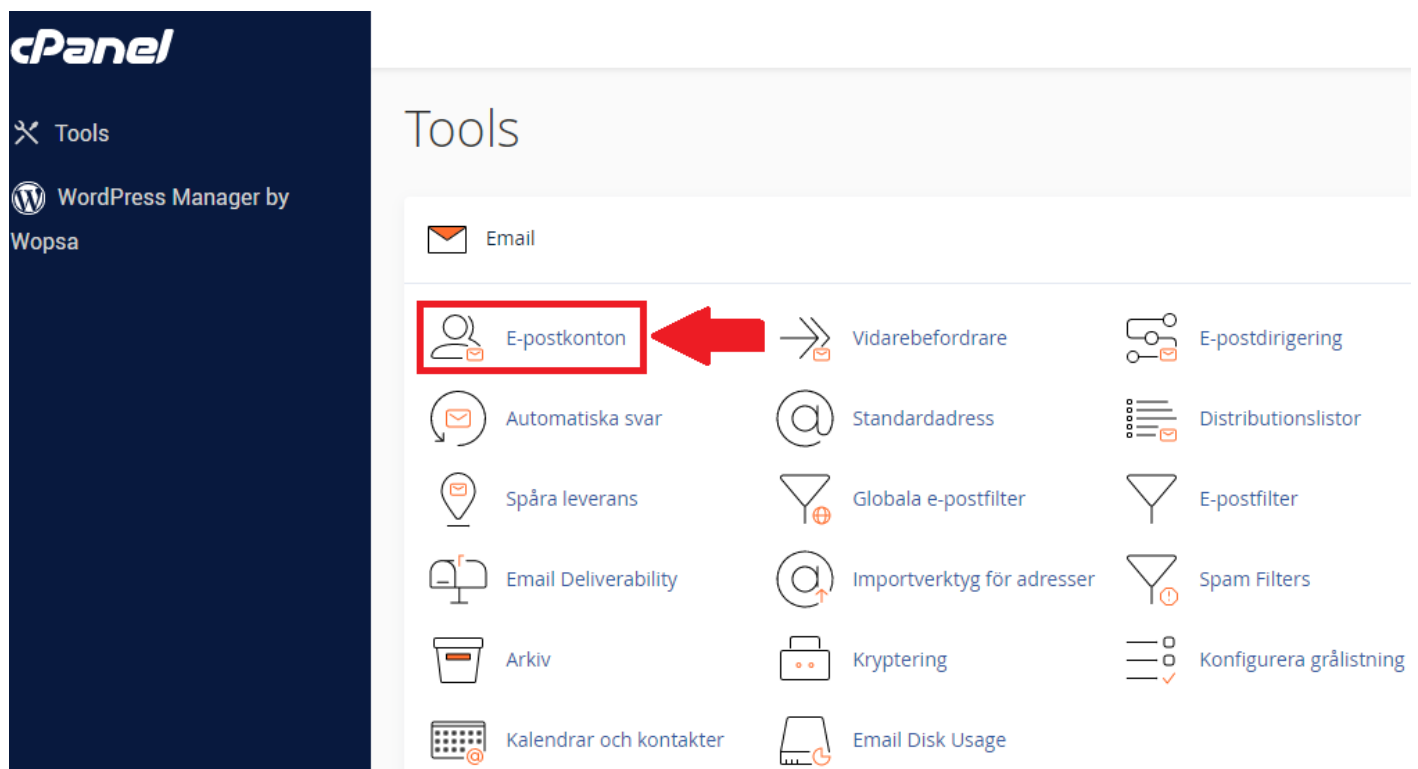 cPanel
Tools
WordPress Manager by
Wopsa
Tools
Email
E-postkonton
Vidarebefordrare
E-postdirigering
Automatiska svar
Standardadress
Distributionslistor
Spåra leverans
Globala e-postfilter
E-postfilter
Email Deliverability
Importverktyg för adresser
Spam Filters
Arkiv
Kryptering
Konfigurera grålistning
Kalendrar och kontakter
Email Disk Usage